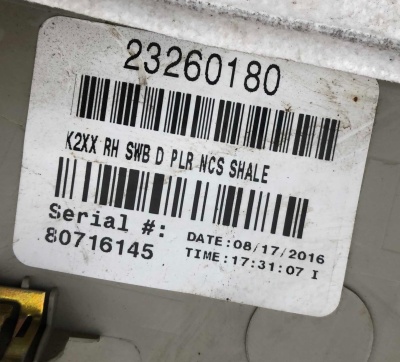 23260180
K2XX RH SWB D PLR NCS SHALE
Serial #:
80716145
DATE:08/17/2016
TIME:17:31:07 I